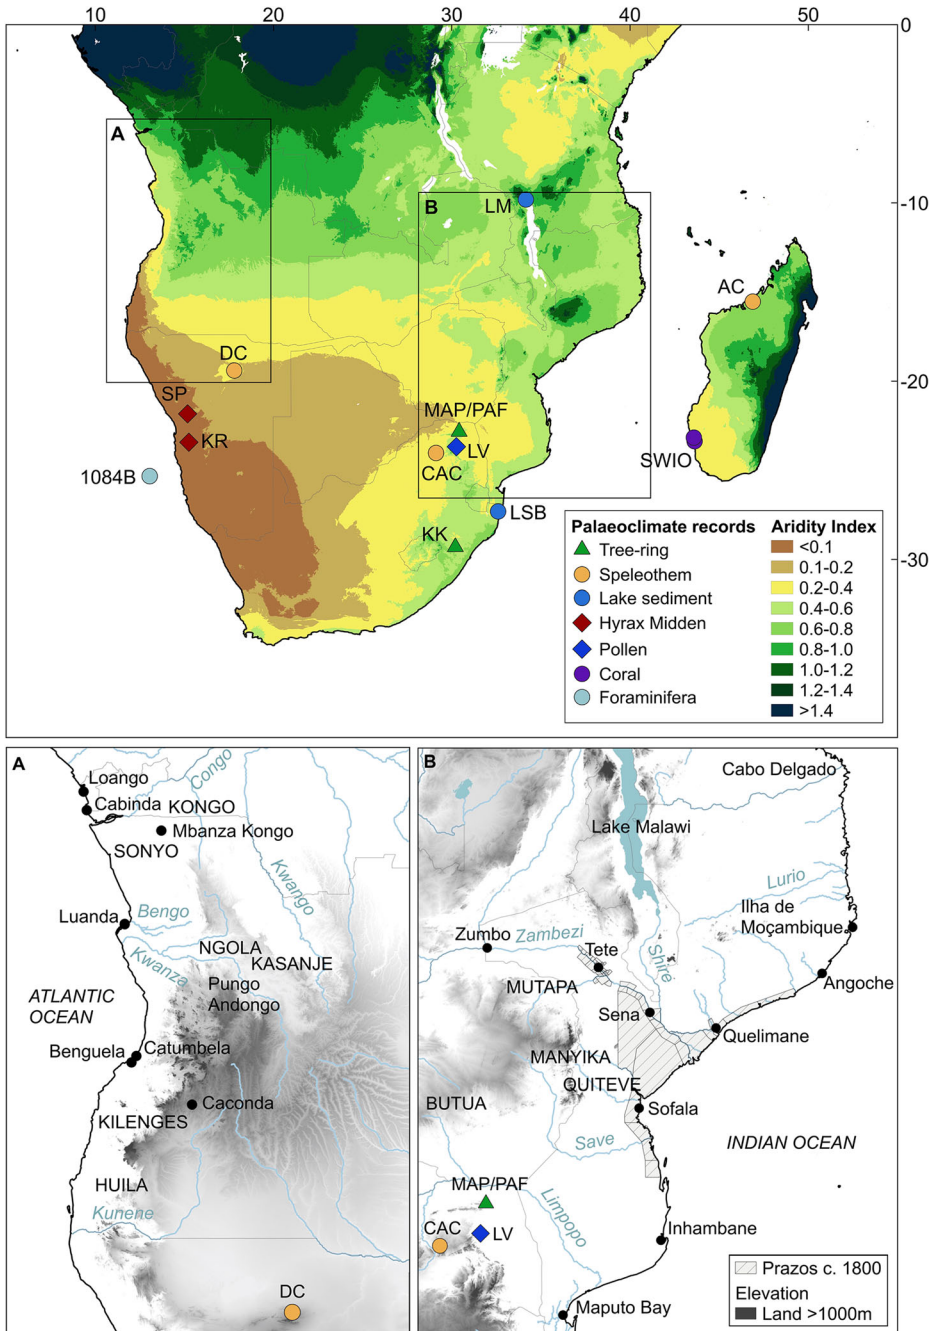 10
20
30
40
50
0
A
B
LM
-10
AC
DC
SP
-20
MAP/PAF
KR
LV
SWIO
CAC
1084B
LSB
KK
-30
Palaeoclimate records
Tree-ring
Speleothem
Lake sediment
Hyrax Midden
Pollen
Coral
Foraminifera
Aridity Index
<0.1
0.1-0.2
0.2-0.4
0.4-0.6
0.6-0.8
0.8-1.0
1.0-1.2
1.2-1.4
>1.4
A
Loango
Congo
Cabinda
KONGO
Mbanza Kongo
SONYO
Kwango
Luanda
Bengo
NGOLA
Kwanza
KASANJE
Pungo
Andongo
ATLANTIC
OCEAN
Benguela
Catumbela
Caconda
KILENGES
HUILA
Kunene
DC
B
Cabo Delgado
Lake Malawi
Lurio
Ilha de
Moçambique
Zumbo
Zambezi
Tete
Shire
Angoche
MUTAPA
Sena
Quelimane
MANYIKA
QUITEVE
BUTUA
Sofala
Save
INDIAN OCEAN
MAP/PAF
Limpopo
CAC
LV
Inhambane
Maputo Bay
Prazos c. 1800
Elevation
Land >1000m